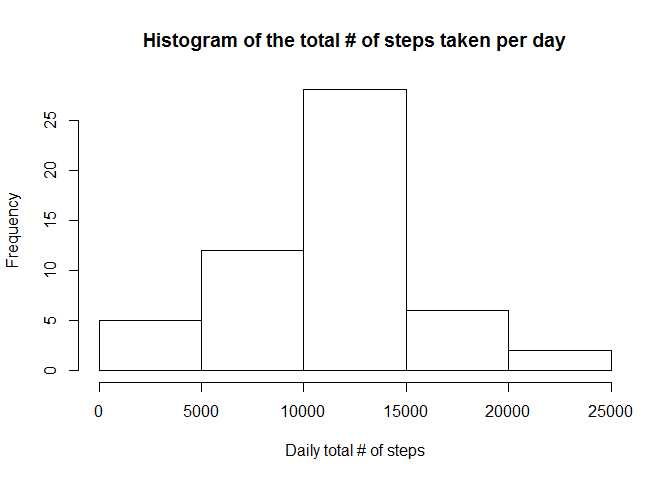 Histogram of the total # of steps taken per day
Frequency
25
20
15
10
5
0
0 5000 10000 15000 20000 25000
Daily total # of steps